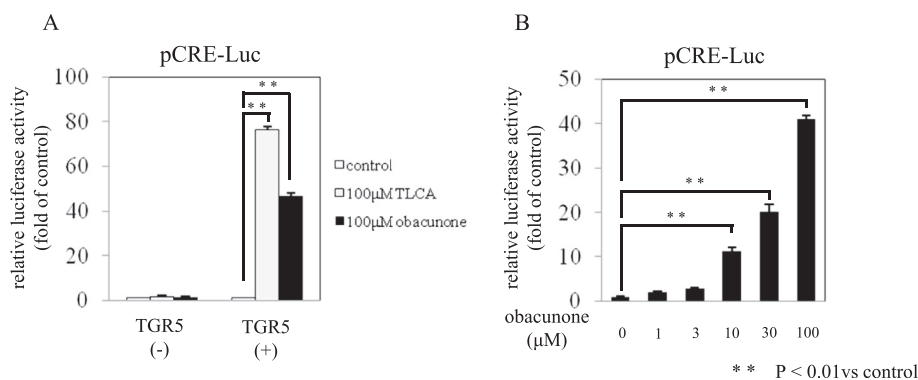 A
pCRE-Luc
relative luciferase activity
(fold of control)
100
80
60
40
20
0
* *
* *
control
100μM TLCA
100μM obacunone
TGR5
(-)
TGR5
(+)
B
pCRE-Luc
relative luciferase activity
(fold of control)
50
40
30
20
10
0
* *
* *
* *
obacunone
(μM)
0 1 3 10 30 100
* * P < 0.01vs control